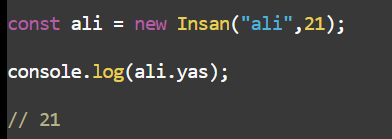 const ali = new Insan("ali",21);
console.log(ali.yas);
// 21